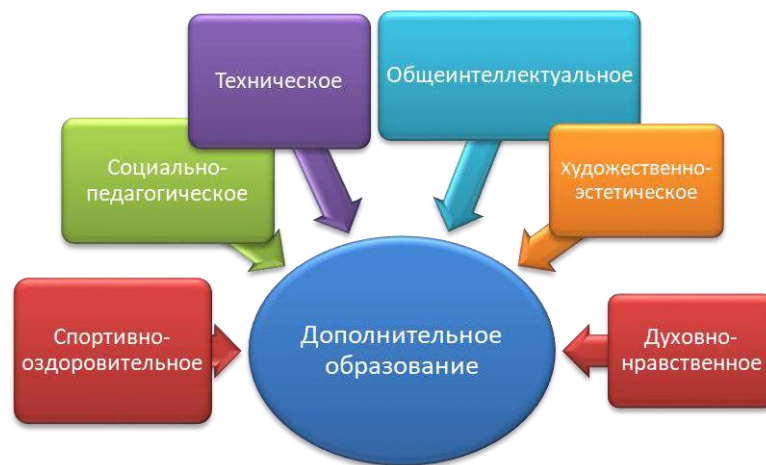 Техническое
Общеинтеллектуальное
Социально-
педагогическое
Художественно-
эстетическое
Спортивно-
оздоровительное
Дополнительное
образование
Духовно-
нравственное